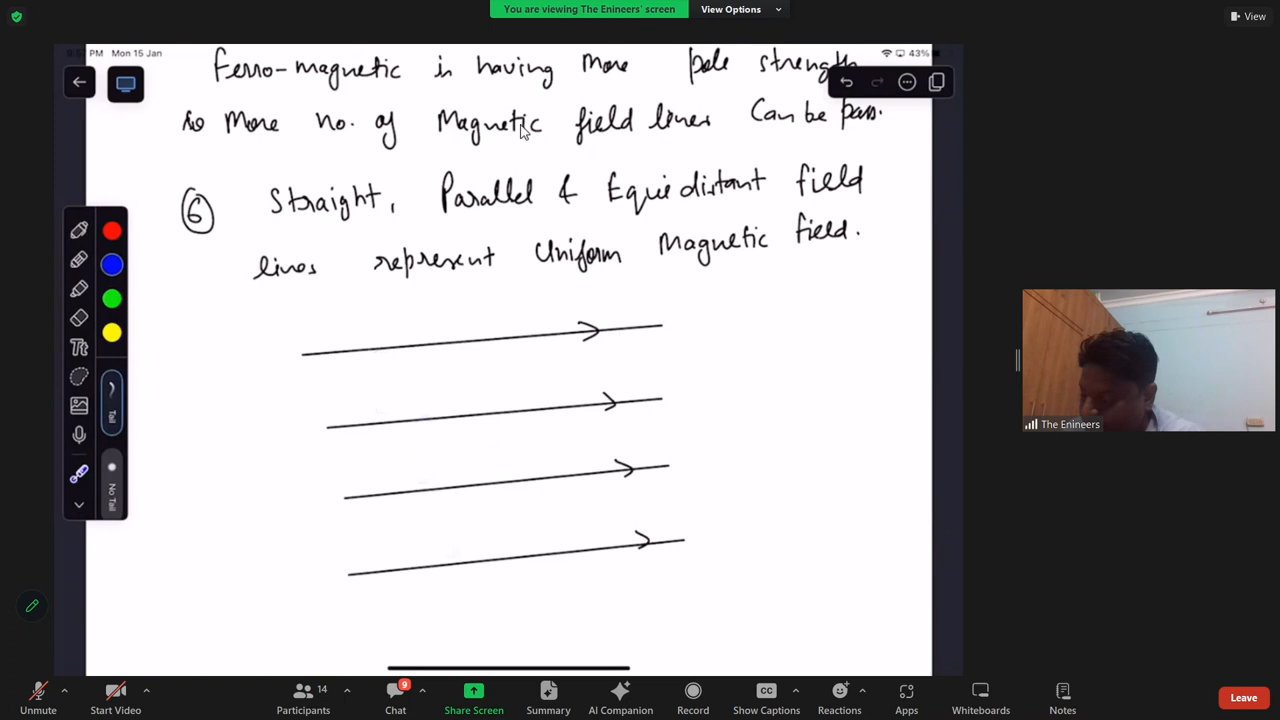 You are viewing The Enineers' screen
View Options
View
PM Mon 15 Jan
43%
Ferro-magnetic is having more pole strength
so More no. of Magnetic field lines Can be pass.
6 Straight, Parallel & Equidistant field
lines represent Uniform Magnetic field.
Tt
Tail
No Tail
The Enineers
Unmute
Start Video
14
Participants
9
Chat
Share Screen
Summary
AI Companion
Record
CC
Show Captions
Reactions
Apps
Whiteboards
Notes
Leave